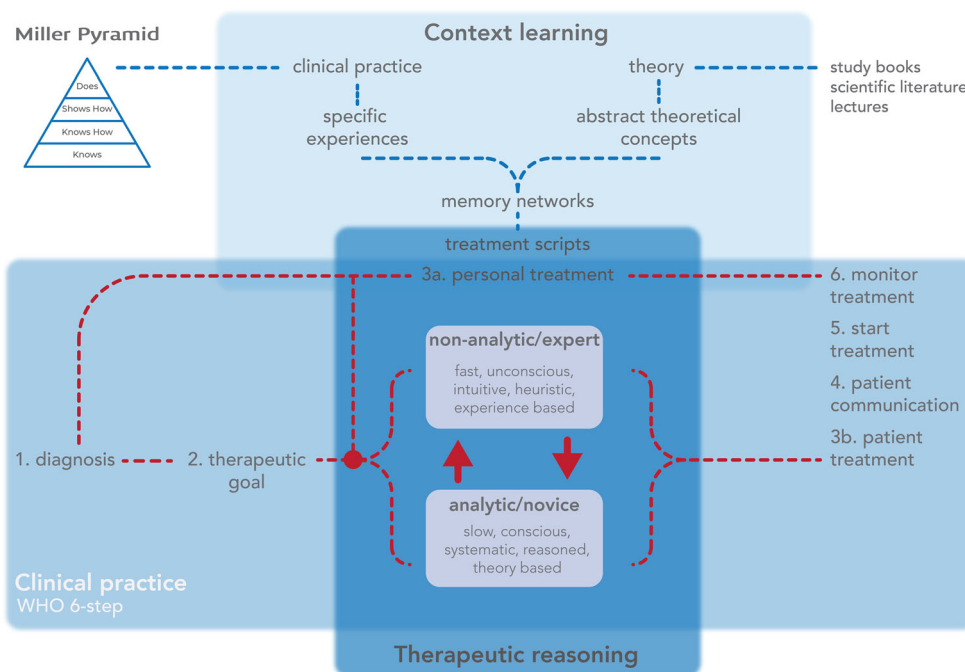 Miller Pyramid
Does
Shows How
Knows How
Knows
Context learning
clinical practice
theory
study books
scientific literature
lectures
specific
experiences
abstract theoretical
concepts
memory networks
treatment scripts
3a. personal treatment
6. monitor
treatment
5. start
treatment
4. patient
communication
3b. patient
treatment
non-analytic/expert
fast, unconscious,
intuitive, heuristic,
experience based
1. diagnosis
2. therapeutic
goal
analytic/novice
slow, conscious,
systematic, reasoned,
theory based
Clinical practice
WHO 6-step
Therapeutic reasoning